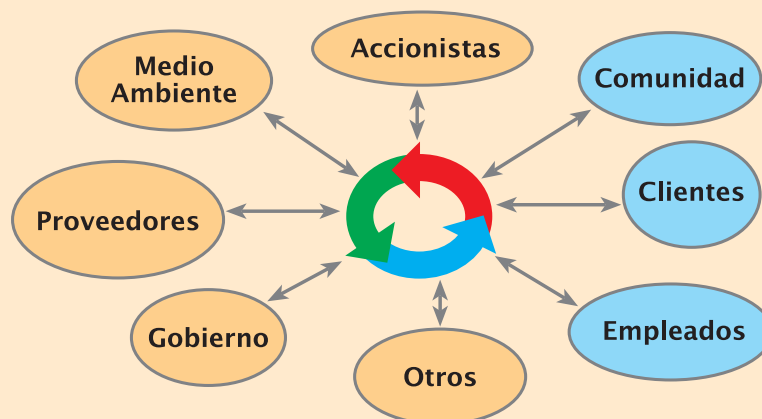 Accionistas
Medio
Ambiente
Comunidad
Clientes
Proveedores
Gobierno
Empleados
Otros